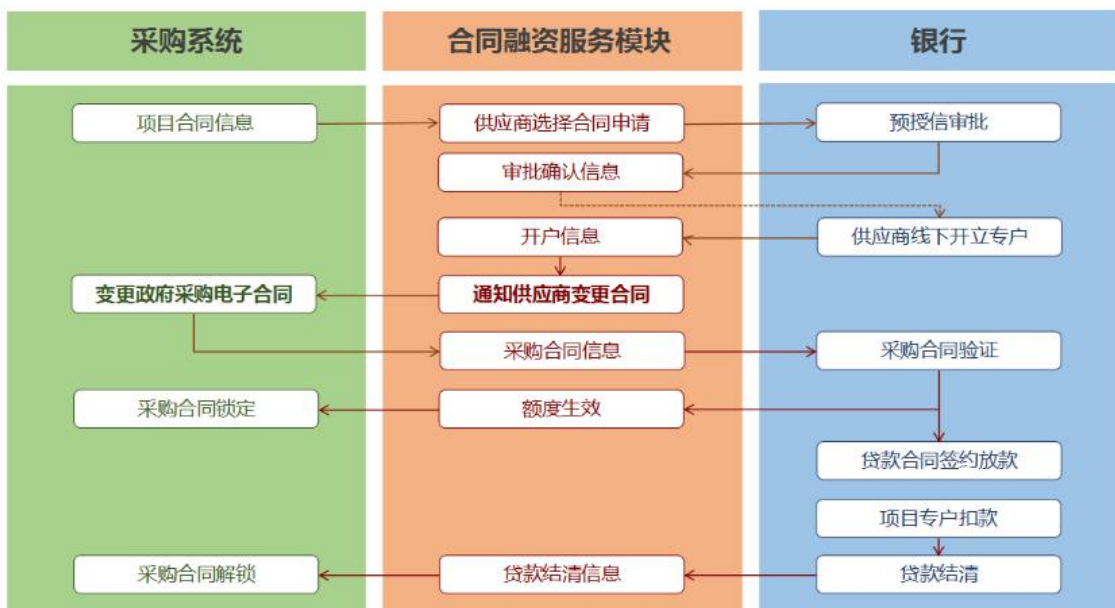 采购系统
合同融资服务模块
银行
项目合同信息
供应商选择合同申请
预授信审批
审批确认信息
开户信息
供应商线下开立专户
变更政府采购电子合同
通知供应商变更合同
采购合同信息
采购合同验证
采购合同锁定
额度生效
贷款合同签约放款
项目专户扣款
采购合同解锁
贷款结清信息
贷款结清